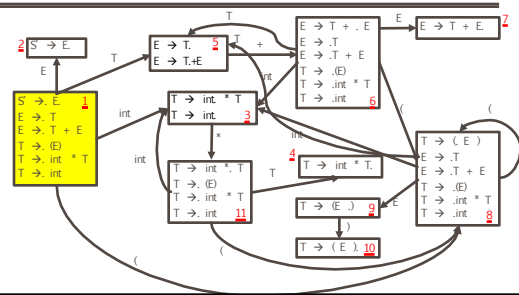 T
E → T + . E
E → .T
E → .T + E
T → .(E)
T → .int * T
T → .int
6
E
E → T + E.
7
2
S' → E.
E
T
E → T.
E → T.+E
5
T
+
int
S' →. E.
E →. T
E →. T + E
T →. (E)
T →. int * T
T →. int
1
int
T → int. * T
T → int.
3
*
int
int
(
(
T → (. E )
E → .T
E → .T + E
T → .(E)
T → .int * T
T → .int
8
4
T → int * T.
T
T → int *. T
T →. (E)
T →. int * T
T →. int
11
T → (E .)
9
E
)
T → ( E ).
10
(
(